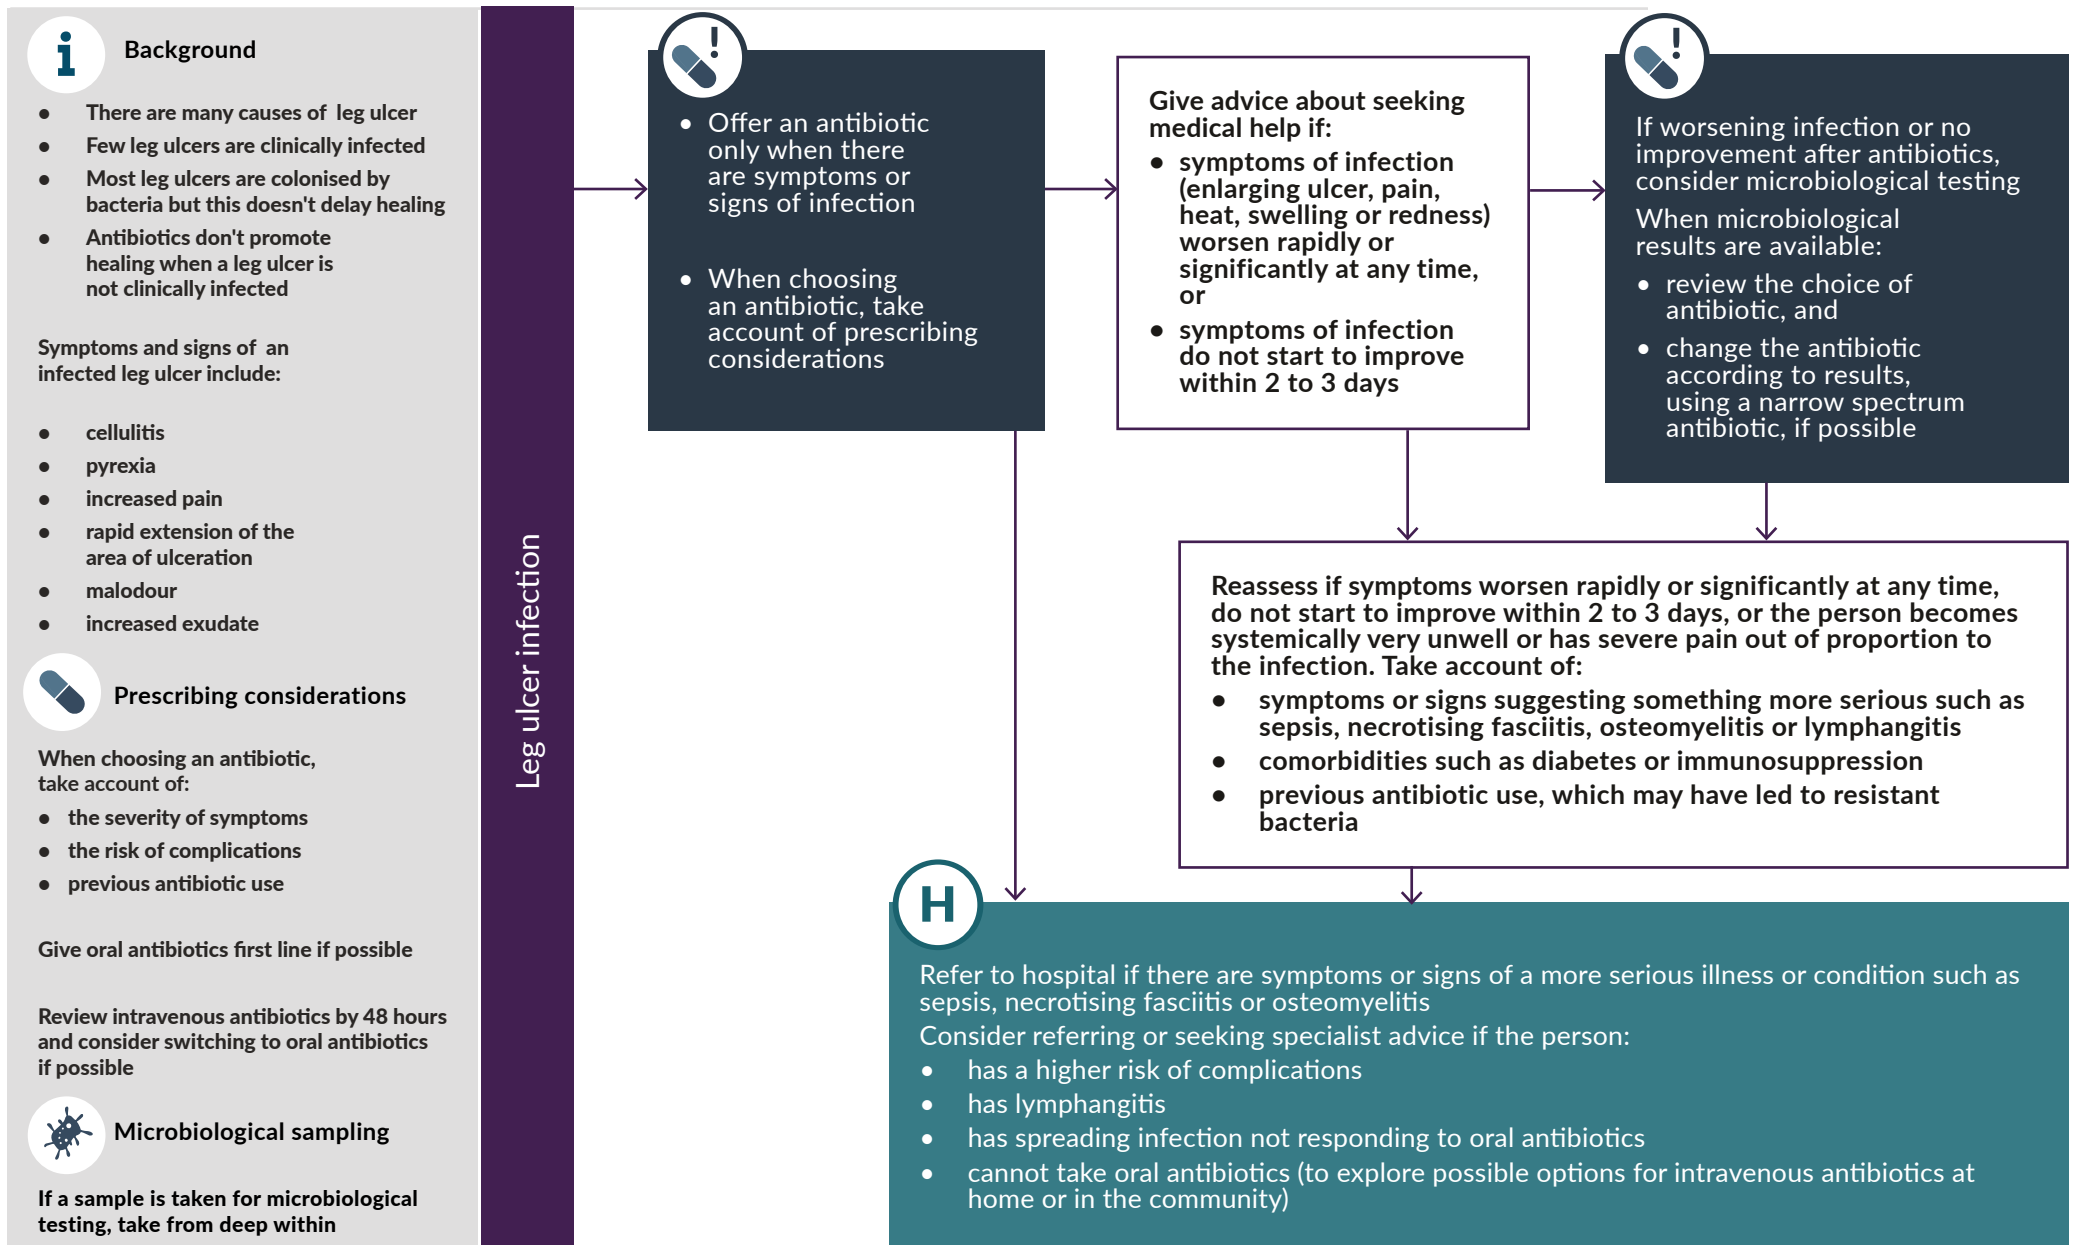 Background
● There are many causes of leg ulcer
● Few leg ulcers are clinically infected
● Most leg ulcers are colonised by
bacteria but this doesn't delay healing
● Antibiotics don't promote
healing when a leg ulcer is
not clinically infected
Symptoms and signs of an
infected leg ulcer include:
● cellulitis
● pyrexia
● increased pain
● rapid extension of the
area of ulceration
● malodour
● increased exudate
Prescribing considerations
When choosing an antibiotic,
take account of:
● the severity of symptoms
● the risk of complications
● previous antibiotic use
Give oral antibiotics first line if possible
Review intravenous antibiotics by 48 hours
and consider switching to oral antibiotics
if possible
Microbiological sampling
If a sample is taken for microbiological
testing, take from deep within
Leg ulcer infection
● Offer an antibiotic
only when there
are symptoms or
signs of infection
● When choosing
an antibiotic, take
account of prescribing
considerations
Give advice about seeking
medical help if:
● symptoms of infection
(enlarging ulcer, pain,
heat, swelling or redness)
worsen rapidly or
significantly at any time,
or
● symptoms of infection
do not start to improve
within 2 to 3 days
If worsening infection or no
improvement after antibiotics,
consider microbiological testing
When microbiological
results are available:
● review the choice of
antibiotic, and
● change the antibiotic
according to results,
using a narrow spectrum
antibiotic, if possible
Reassess if symptoms worsen rapidly or significantly at any time,
do not start to improve within 2 to 3 days, or the person becomes
systemically very unwell or has severe pain out of proportion to
the infection. Take account of:
● symptoms or signs suggesting something more serious such as
sepsis, necrotising fasciitis, osteomyelitis or lymphangitis
● comorbidities such as diabetes or immunosuppression
● previous antibiotic use, which may have led to resistant
bacteria
H
Refer to hospital if there are symptoms or signs of a more serious illness or condition such as
sepsis, necrotising fasciitis or osteomyelitis
Consider referring or seeking specialist advice if the person:
● has a higher risk of complications
● has lymphangitis
● has spreading infection not responding to oral antibiotics
● cannot take oral antibiotics (to explore possible options for intravenous antibiotics at
home or in the community)